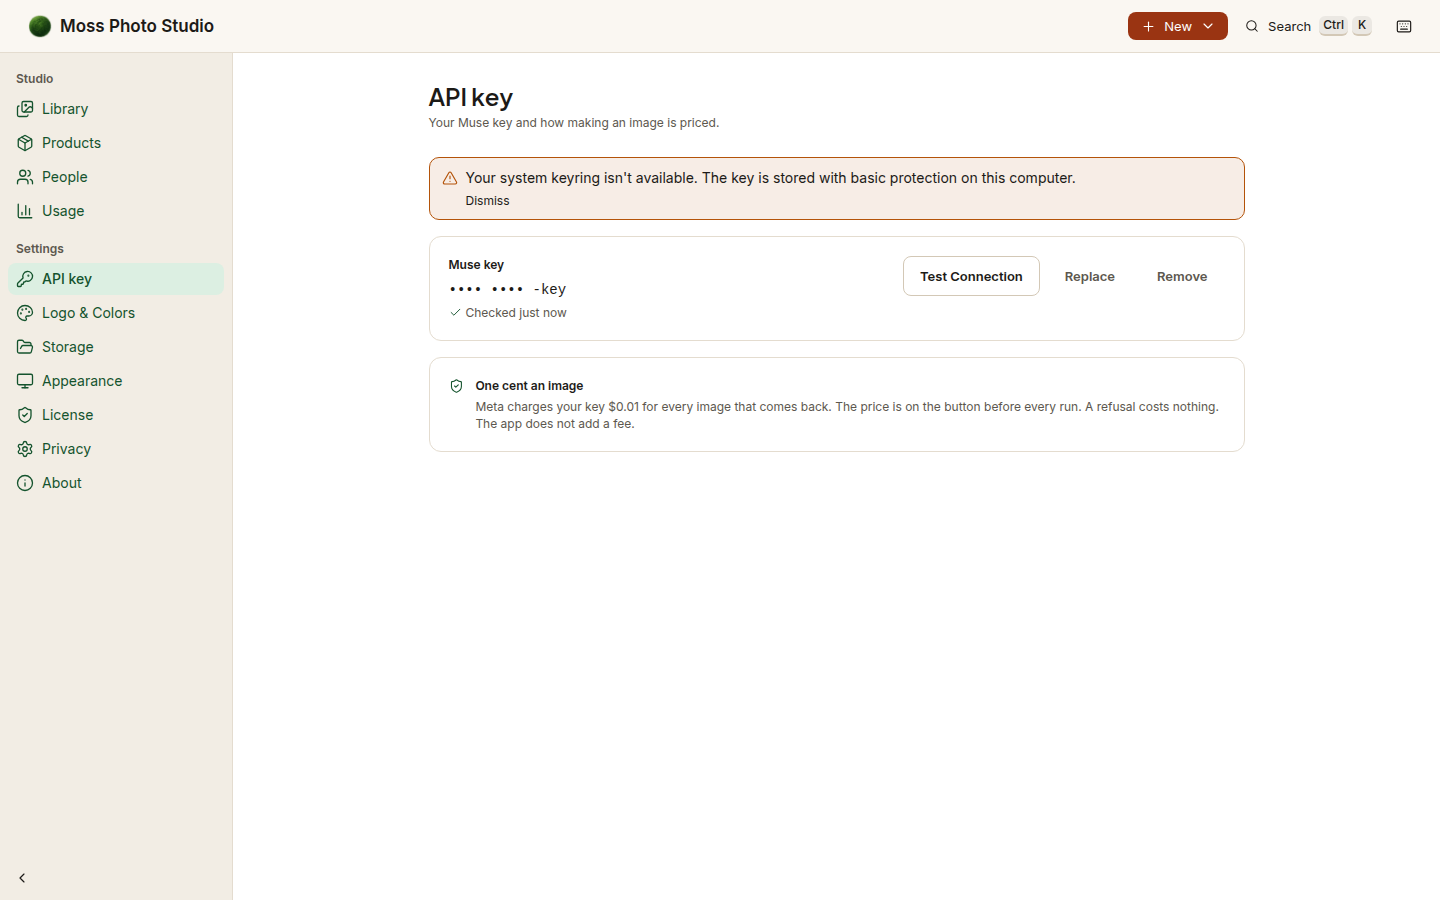 Moss Photo Studio
New
Search
Ctrl
K
Studio
Library
Products
People
Usage
Settings
API key
Logo & Colors
Storage
Appearance
License
Privacy
About
API key
Your Muse key and how making an image is priced.
Your system keyring isn't available. The key is stored with basic protection on this computer.
Dismiss
Muse key
•••• •••• -key
Checked just now
Test Connection
Replace
Remove
One cent an image
Meta charges your key $0.01 for every image that comes back. The price is on the button before every run. A refusal costs nothing.
The app does not add a fee.